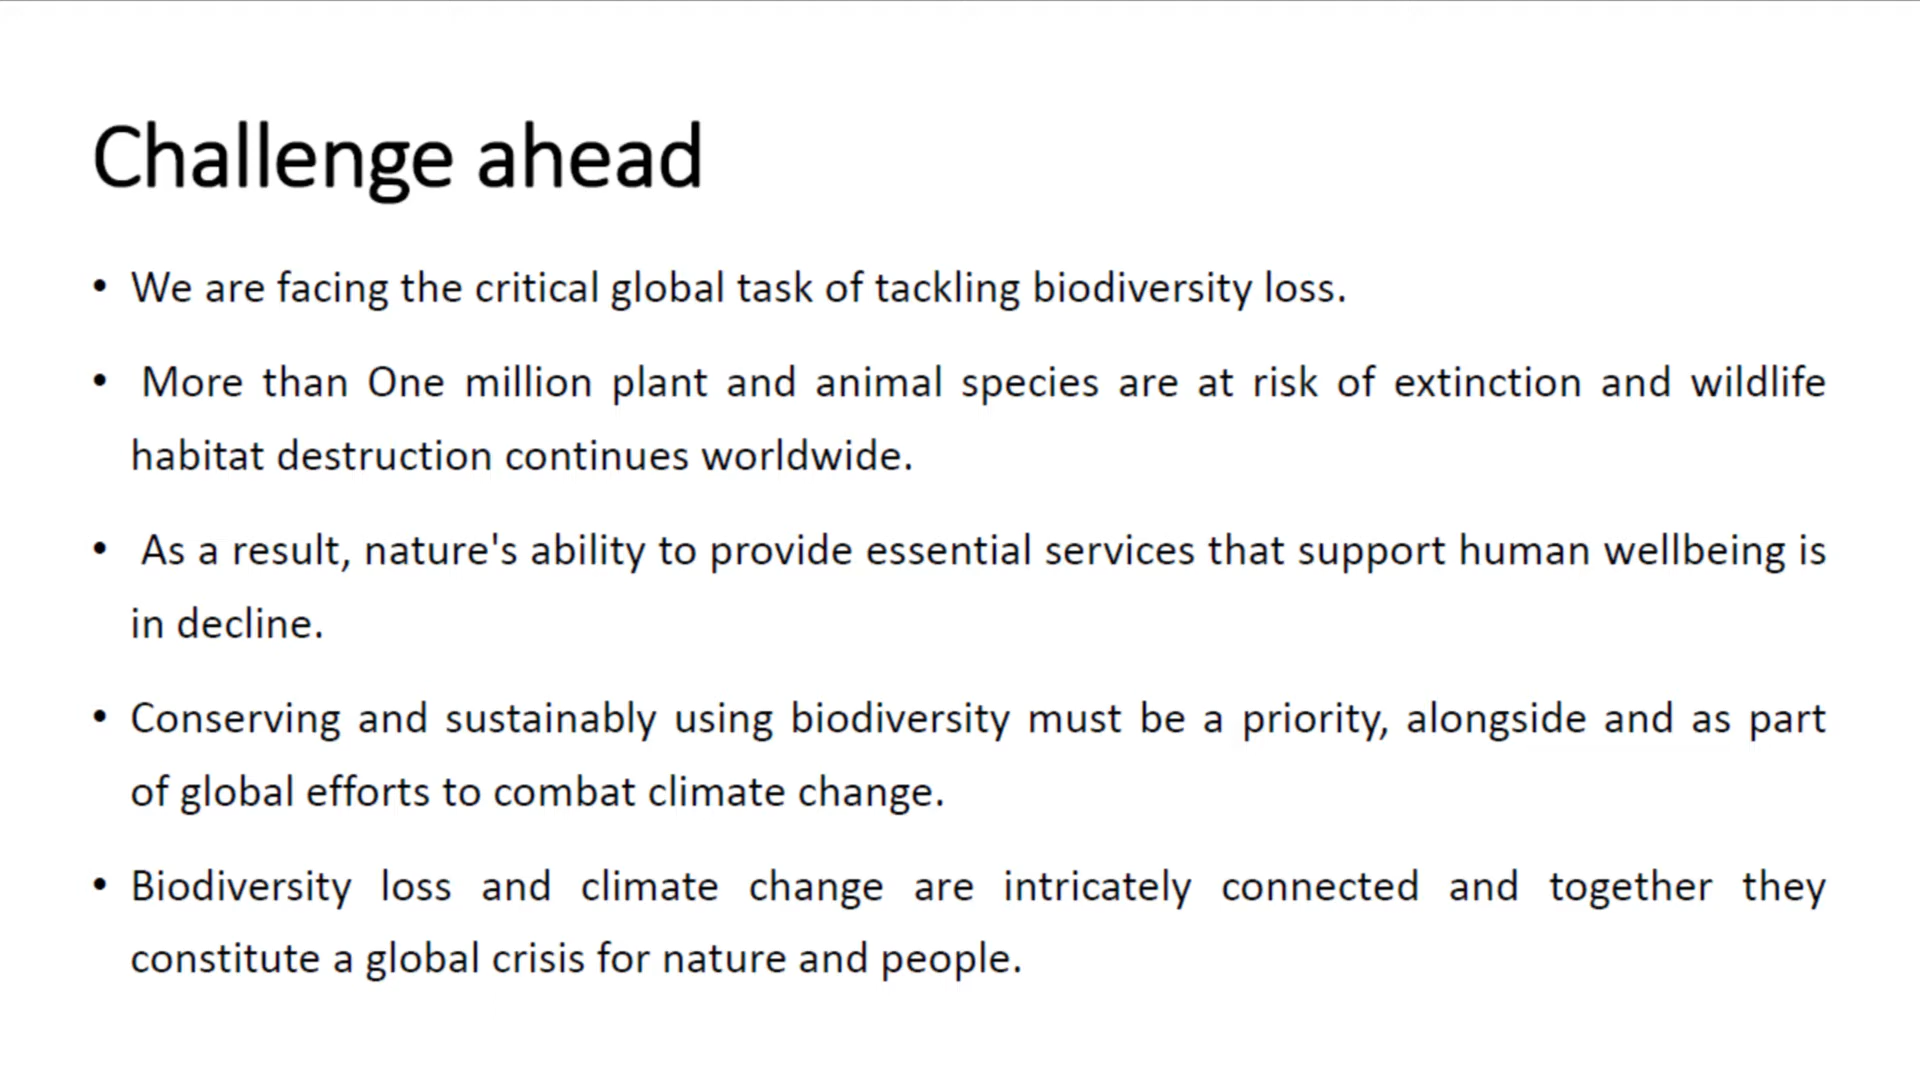 Challenge ahead
• We are facing the critical global task of tackling biodiversity loss.
• More than One million plant and animal species are at risk of extinction and wildlife
habitat destruction continues worldwide.
• As a result, nature's ability to provide essential services that support human wellbeing is
in decline.
• Conserving and sustainably using biodiversity must be a priority, alongside and as part
of global efforts to combat climate change.
• Biodiversity loss and climate change are intricately connected and together they
constitute a global crisis for nature and people.